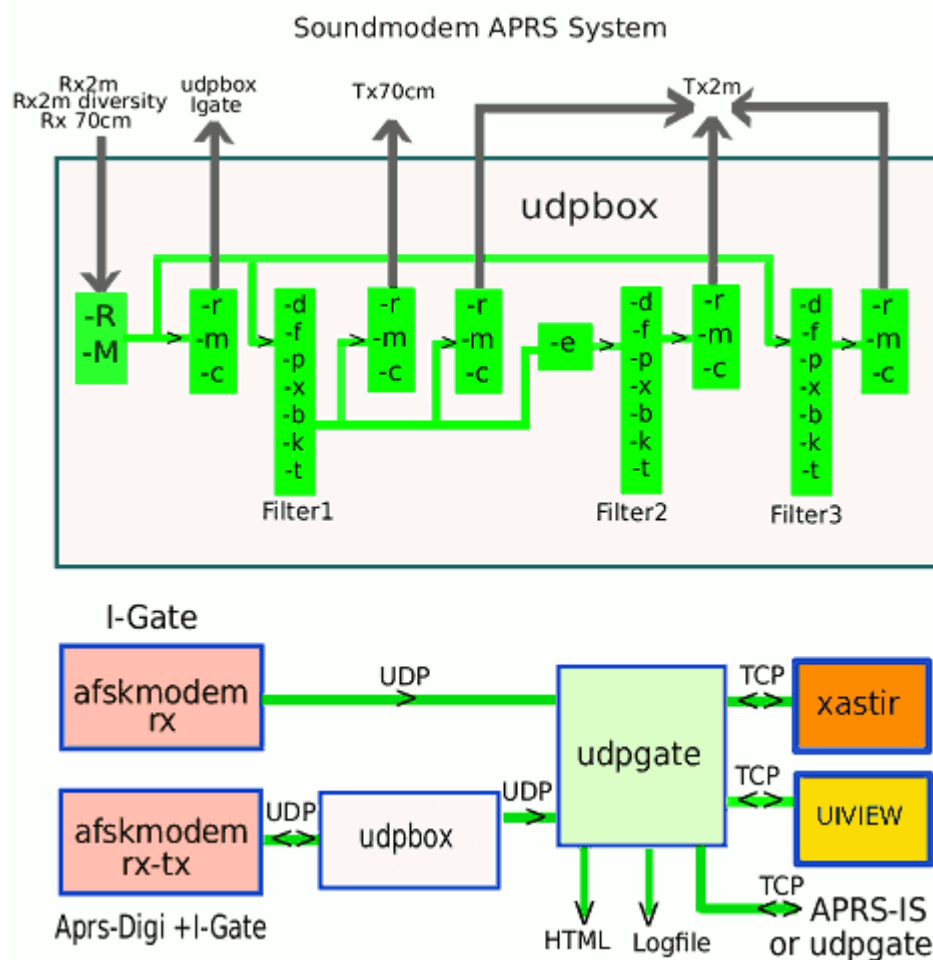 Soundmodem APRS System
Rx2m
Rx2m diversity
Rx 70cm
udpbox
Igate
Tx70cm
Tx2m
udpbox
-R
-M
-r
-m
-c
-d
-f
-p
-x
-b
-k
-t
Filter1
-r
-m
-c
-r
-m
-c
-e
-d
-f
-p
-x
-b
-k
-t
Filter2
-r
-m
-c
-d
-f
-p
-x
-b
-k
-t
Filter3
-r
-m
-c
I-Gate
afskmodem
rx
UDP
udpgate
TCP
xastir
afskmodem
rx-tx
UDP
udpbox
UDP
TCP
UIVIEW
Aprs-Digi +I-Gate
HTML
Logfile
TCP
APRS-IS
or udpgate